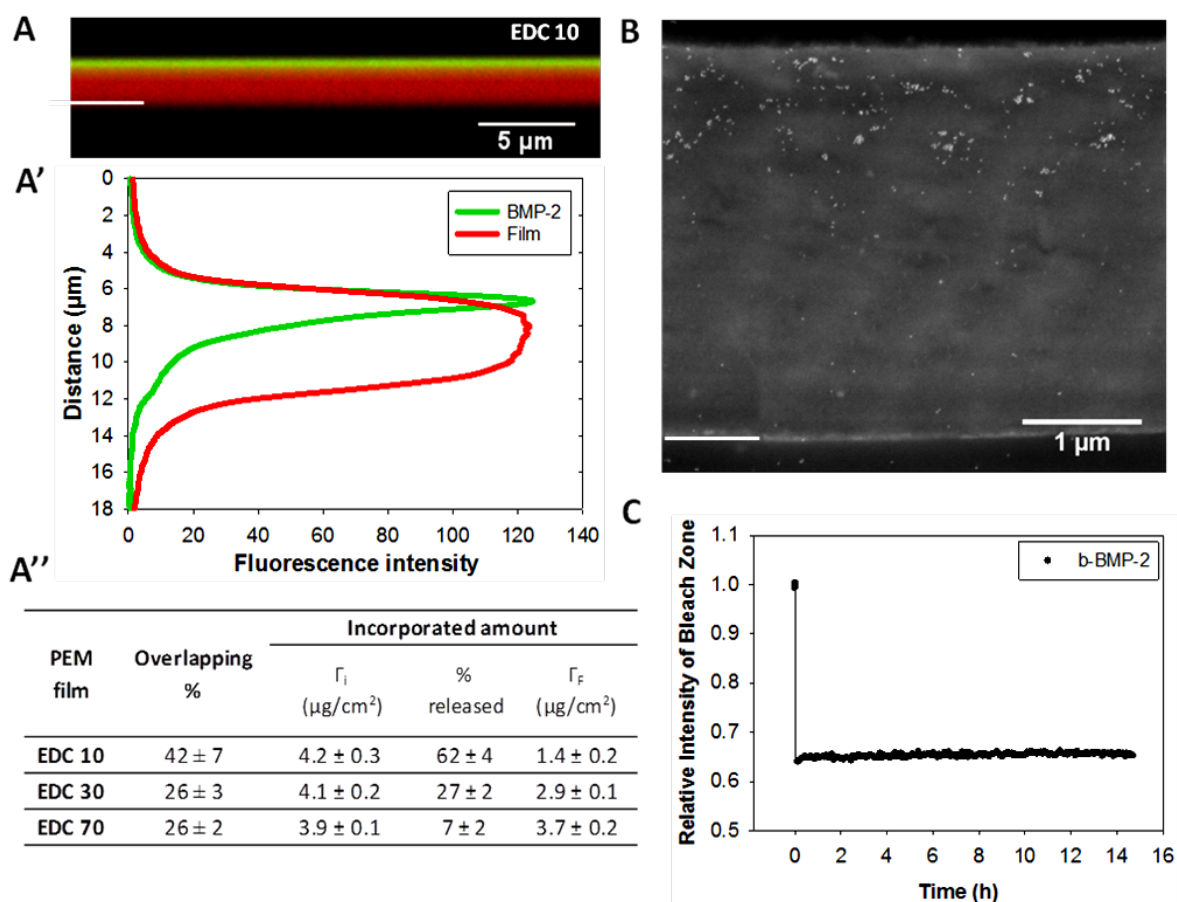 A
EDC 10
5 µm
A'
0
2
4
6
8
10
12
14
16
18
Distance (µm)
BMP-2
Film
0 20 40 60 80 100 120 140
Fluorescence intensity
A''
PEM film
Overlapping %
Incorporated amount
Γi (µg/cm²)
% released
ΓF (µg/cm²)
EDC 10 42 ± 7 4.2 ± 0.3 62 ± 4 1.4 ± 0.2
EDC 30 26 ± 3 4.1 ± 0.2 27 ± 2 2.9 ± 0.1
EDC 70 26 ± 2 3.9 ± 0.1 7 ± 2 3.7 ± 0.2
B
1 µm
C
Relative Intensity of Bleach Zone
1.1
1.0
0.9
0.8
0.7
0.6
0.5
b-BMP-2
0 2 4 6 8 10 12 14 16
Time (h)